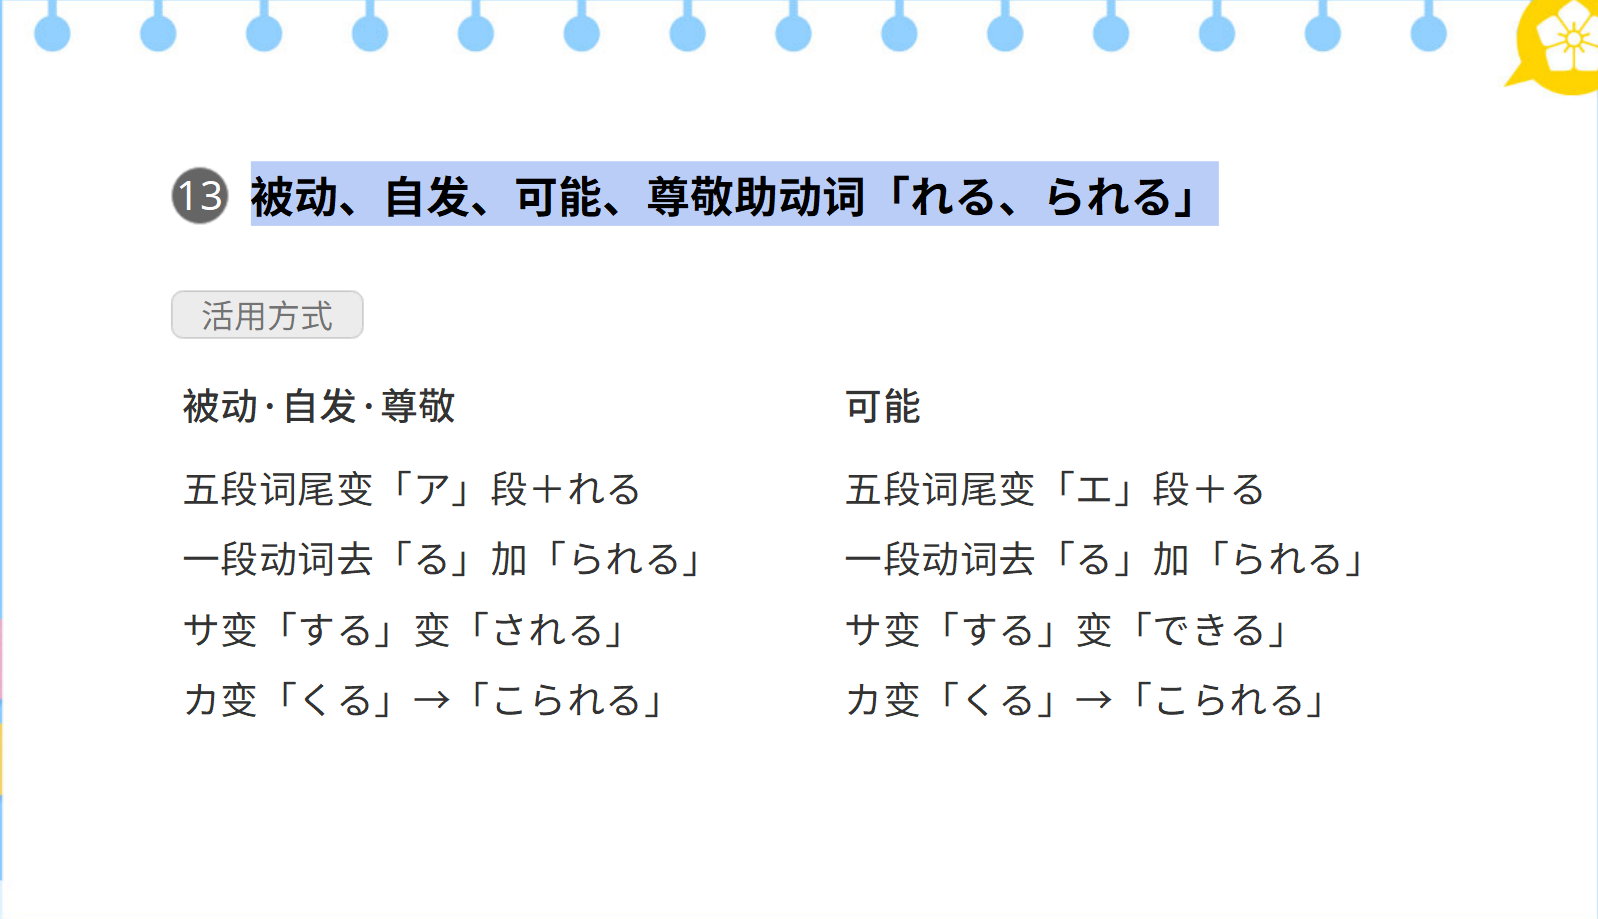 13 被动、自发、可能、尊敬助动词「れる、られる」
活用方式
被动·自发·尊敬
五段词尾变「ア」段＋れる
一段动词去「る」加「られる」
サ变「する」变「される」
カ变「くる」→「こられる」
可能
五段词尾变「エ」段＋る
一段动词去「る」加「られる」
サ变「する」变「できる」
カ变「くる」→「こられる」